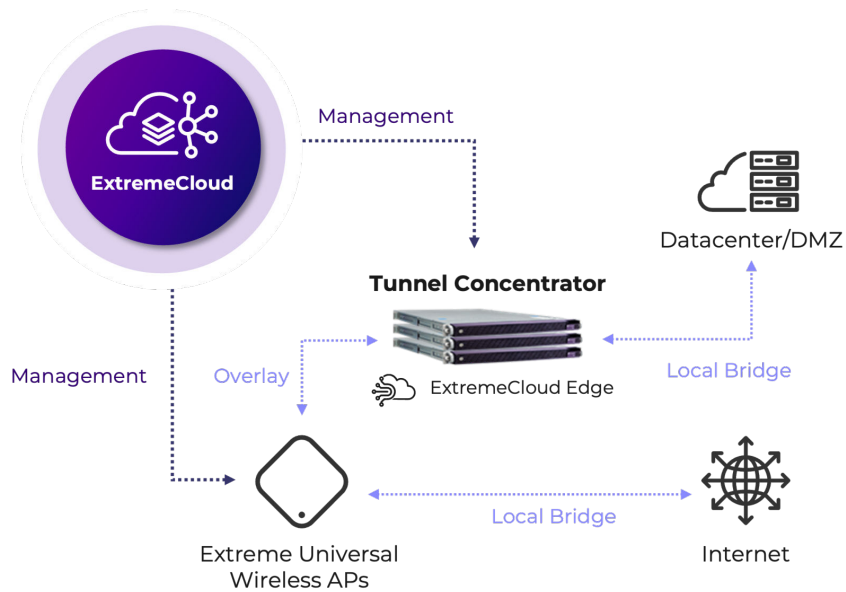 ExtremeCloud
Management
Datacenter/DMZ
Tunnel Concentrator
Management
Overlay
Local Bridge
ExtremeCloud Edge
Local Bridge
Extreme Universal
Wireless APs
Internet